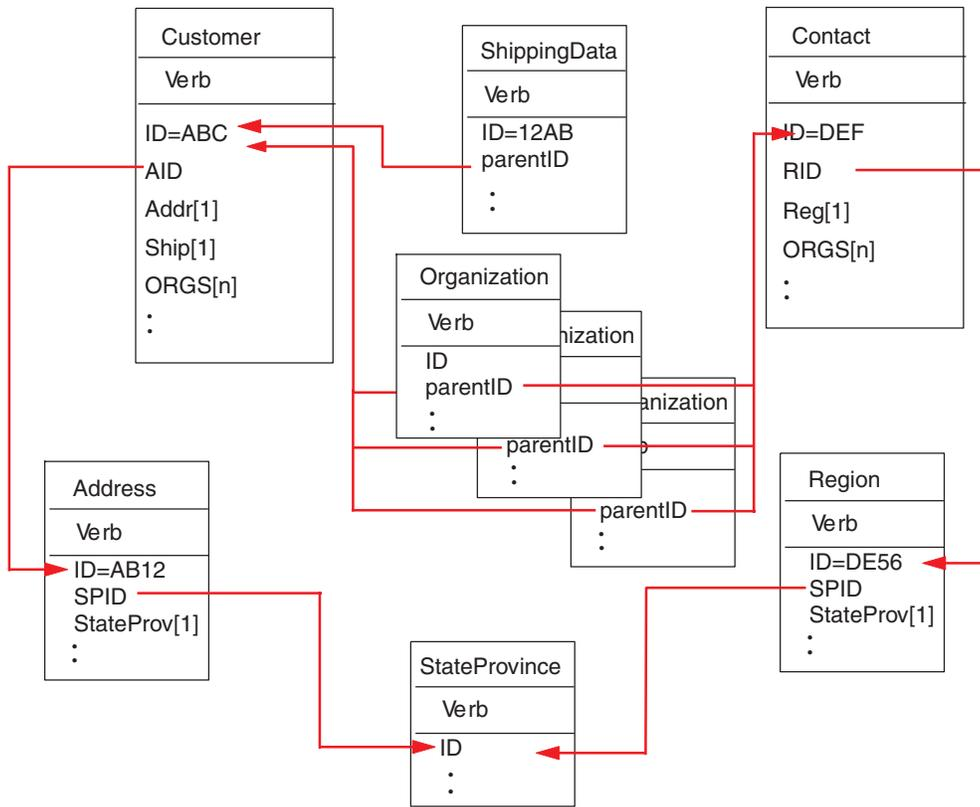 Customer
Verb
ID=ABC
AID
Addr[1]
Ship[1]
ORGS[n]
:
ShippingData
Verb
ID=12AB
parentID
:
Contact
Verb
ID=DEF
RID
Reg[1]
ORGS[n]
:
Organization
Verb
ID
parentID
:
nization
parentID
:
anization
b
parentID
:
Address
Verb
ID=AB12
SPID
StateProv[1]
:
Region
Verb
ID=DE56
SPID
StateProv[1]
:
StateProvince
Verb
ID
: